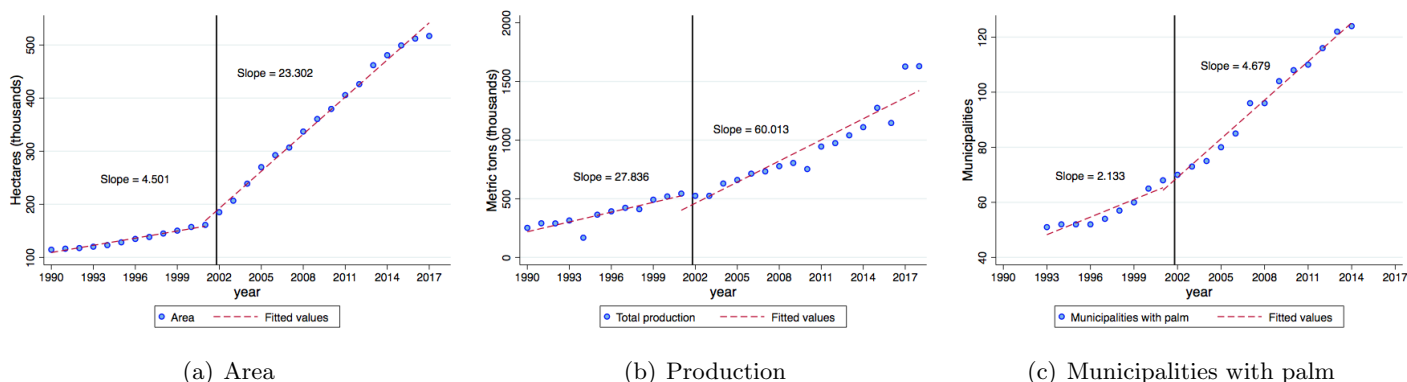 Hectares (thousands)
100 200 300 400 500
Slope = 4.501
Slope = 23.302
1990 1993 1996 1999 2002 2005 2008 2011 2014 2017
year
Area Fitted values
(a) Area
Metric tons (thousands)
0 500 1000 1500 2000
Slope = 27.836
Slope = 60.013
1990 1993 1996 1999 2002 2005 2008 2011 2014 2017
year
Total production Fitted values
(b) Production
Municipalities
40 60 80 100 120
Slope = 2.133
Slope = 4.679
1990 1993 1996 1999 2002 2005 2008 2011 2014 2017
year
Municipalities with palm Fitted values
(c) Municipalities with palm